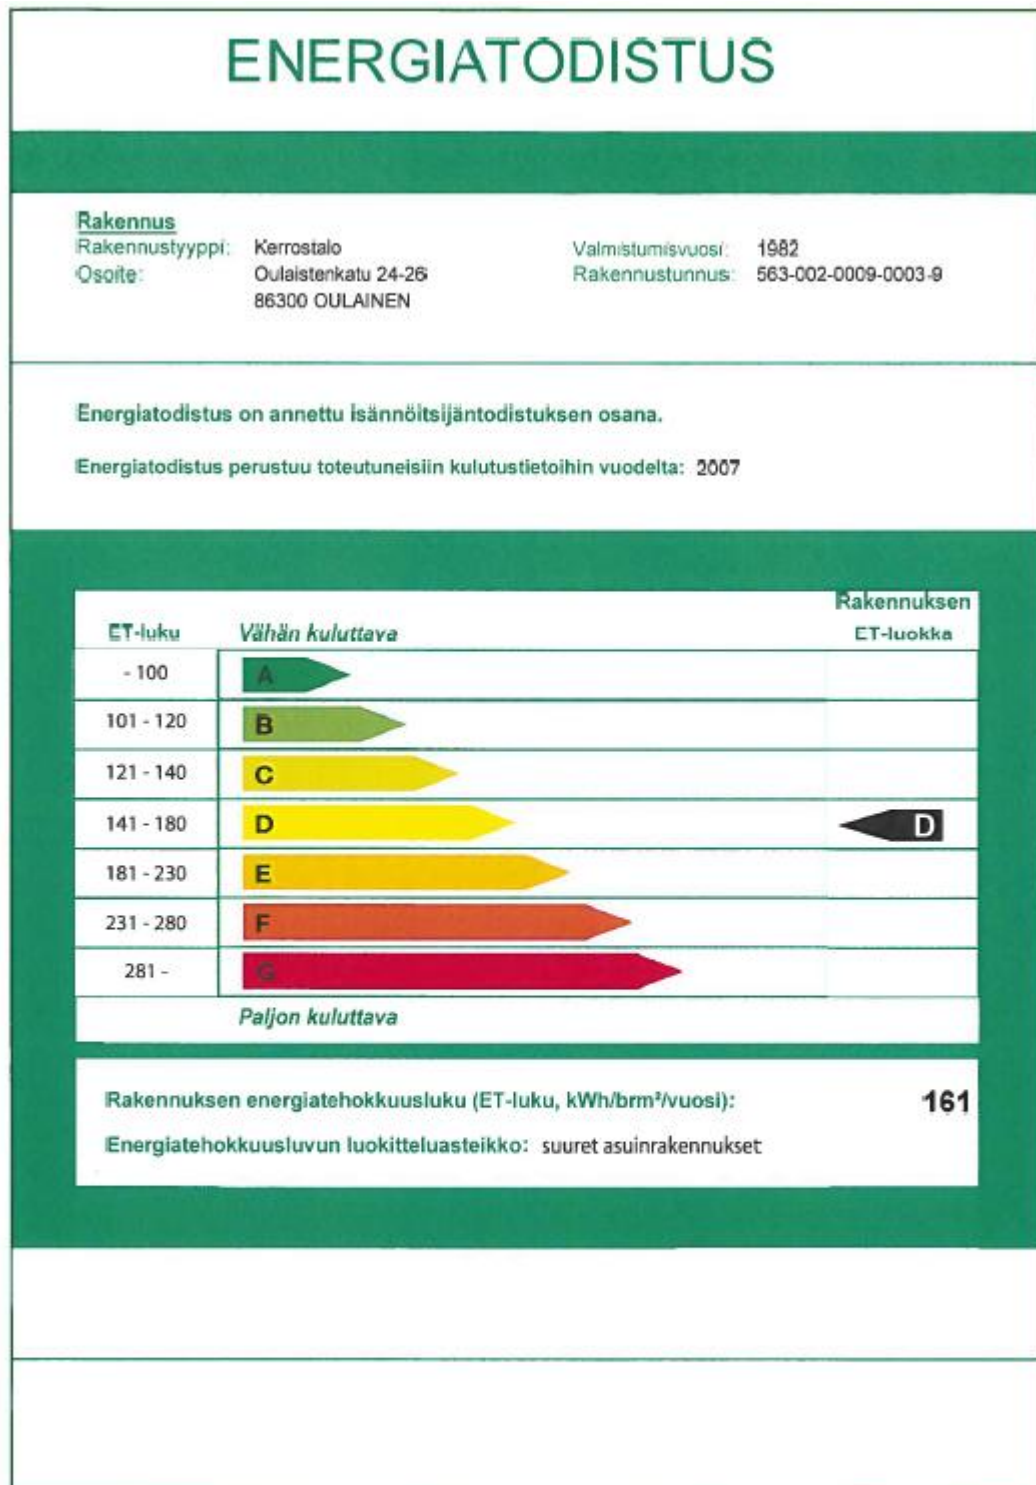 ENERGIATODISTUS
Rakennus
Rakennustyyppi: Kerrostalo
Osoite: Oulaistenkatu 24-26
86300 OULAINEN
Valmistumisvuosi: 1982
Rakennustunnus: 563-002-0009-0003-9
Energiatodistus on annettu isännöitsijäntodistuksen osana.
Energiatodistus perustuu toteutuneisiin kulutustietoihin vuodelta: 2007
Rakennuksen
ET-luku Vähän kuluttava ET-luokka
- 100 A
101 - 120 B
121 - 140 C
141 - 180 D D
181 - 230 E
231 - 280 F
281 - G
Paljon kuluttava
Rakennuksen energiatehokkuusluku (ET-luku, kWh/brm²/vuosi): 161
Energiatehokkuusluvun luokitteluasteikko: suuret asuinrakennukset